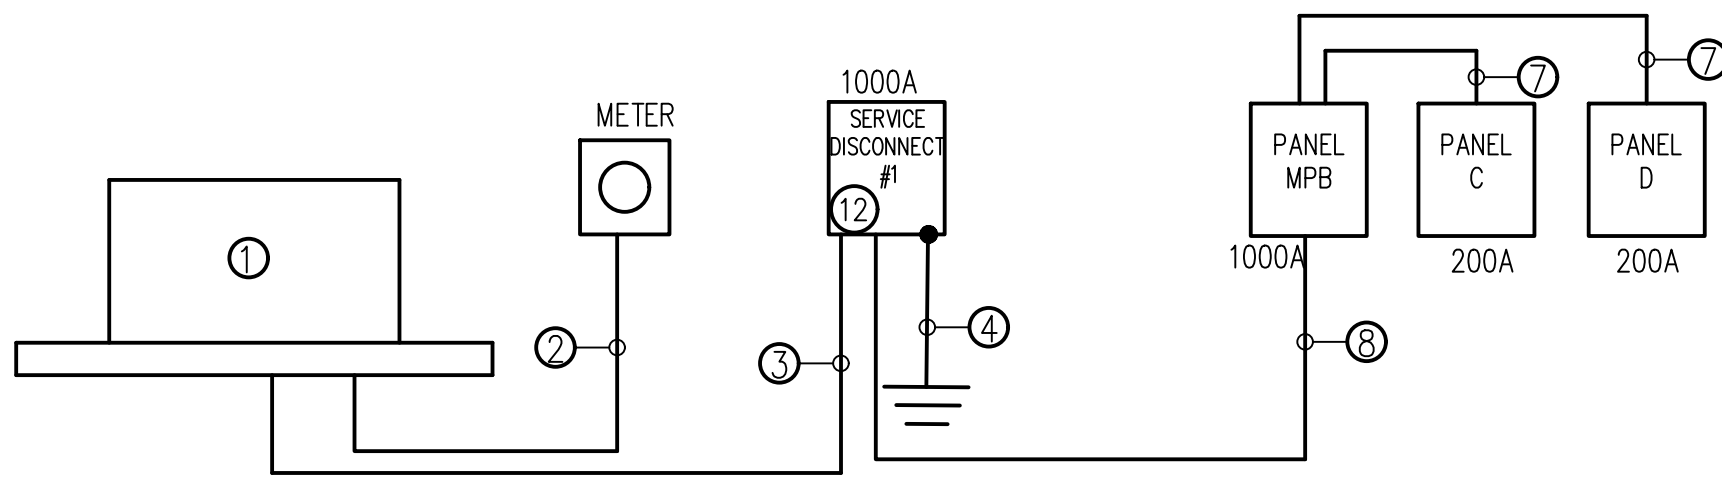 METER
1000A
SERVICE
DISCONNECT
#1
12
1
2
3
4
PANEL
MPB
1000A
8
PANEL
C
200A
7
PANEL
D
200A
7